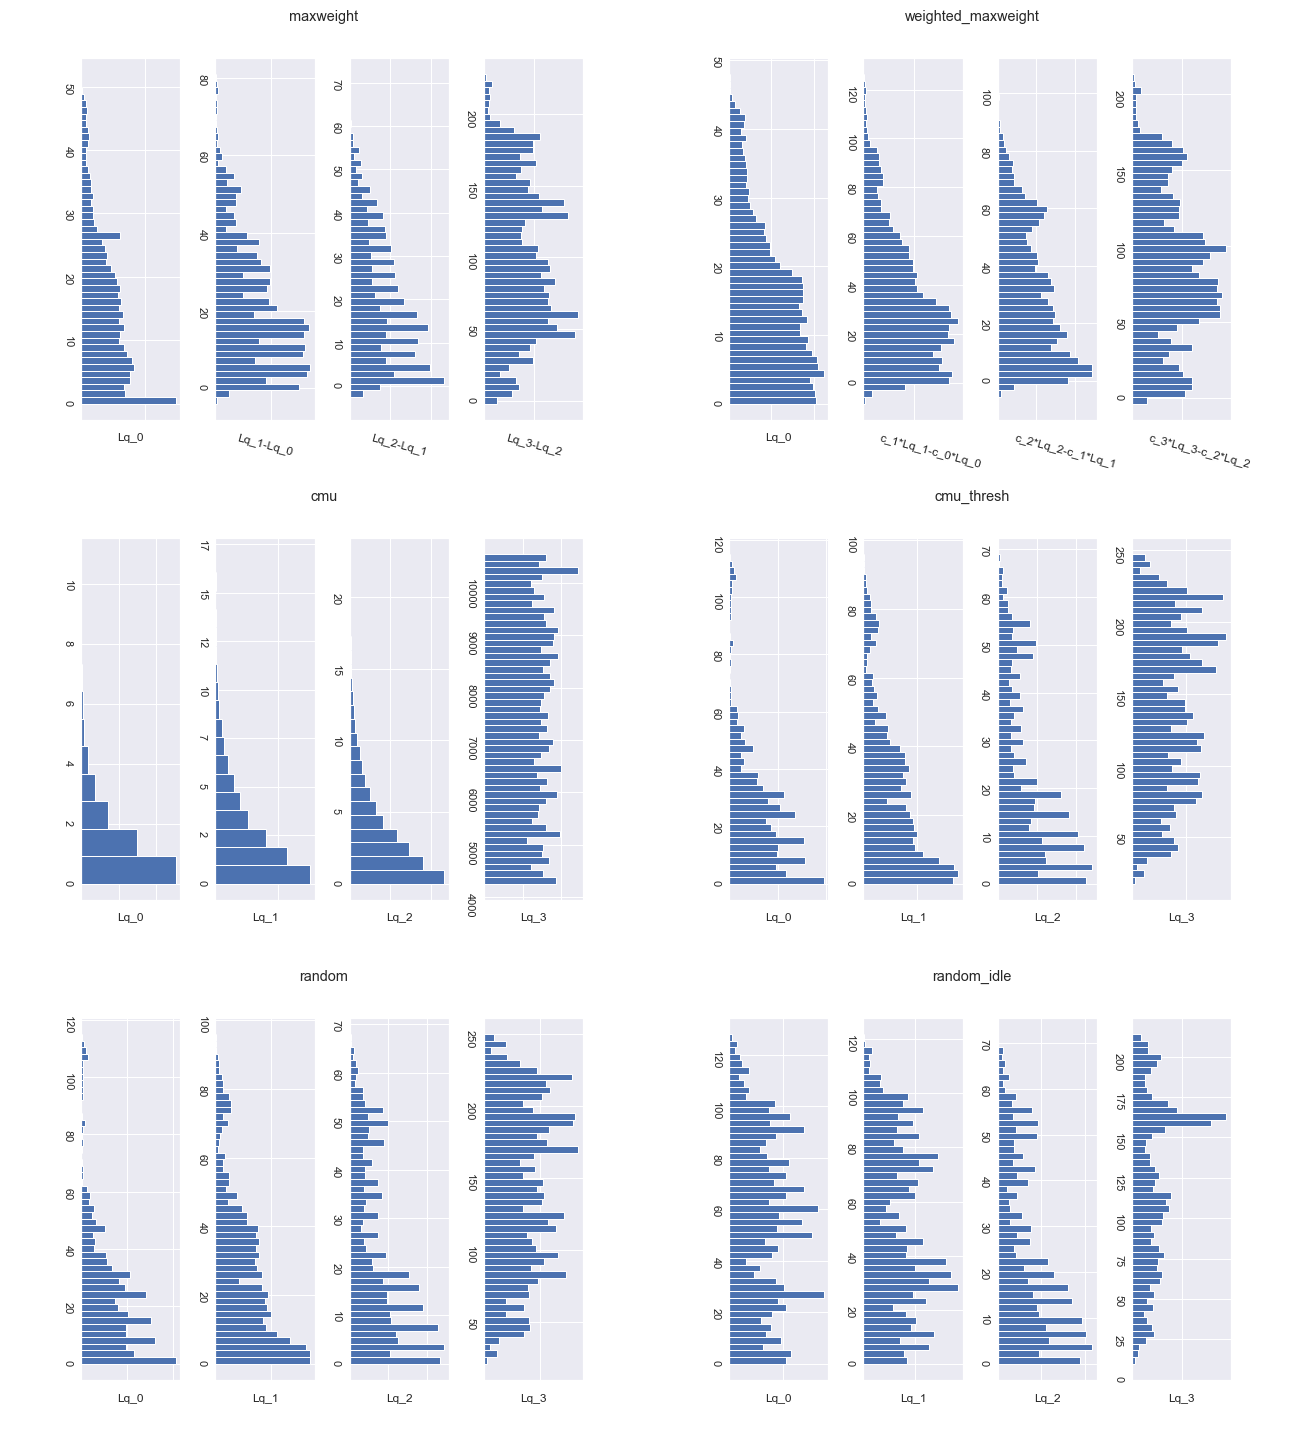 maxweight
weighted_maxweight
0 10 20 30 40 50
0 20 40 60 80
0 10 20 30 40 50 60 70
0 50 100 150 200
0 10 20 30 40 50
0 20 40 60 80 100 120
0 20 40 60 80 100
0 50 100 150 200
Lq_0 Lq_1-Lq_0 Lq_2-Lq_1 Lq_3-Lq_2
Lq_0 c_1*Lq_1-c_0*Lq_0 c_2*Lq_2-c_1*Lq_1 c_3*Lq_3-c_2*Lq_2
cmu
cmu_thresh
0 2 4 6 8 10
0 2 5 7 10 12 15 17
0 5 10 15 20
4000 5000 6000 7000 8000 9000 10000
0 20 40 60 80 100 120
0 20 40 60 80 100
0 10 20 30 40 50 60 70
50 100 150 200 250
Lq_0 Lq_1 Lq_2 Lq_3
Lq_0 Lq_1 Lq_2 Lq_3
random
random_idle
0 20 40 60 80 100 120
0 20 40 60 80 100
0 10 20 30 40 50 60 70
50 100 150 200 250
0 20 40 60 80 100 120
0 20 40 60 80 100 120
0 10 20 30 40 50 60 70
0 25 50 75 100 125 150 175 200
Lq_0 Lq_1 Lq_2 Lq_3
Lq_0 Lq_1 Lq_2 Lq_3